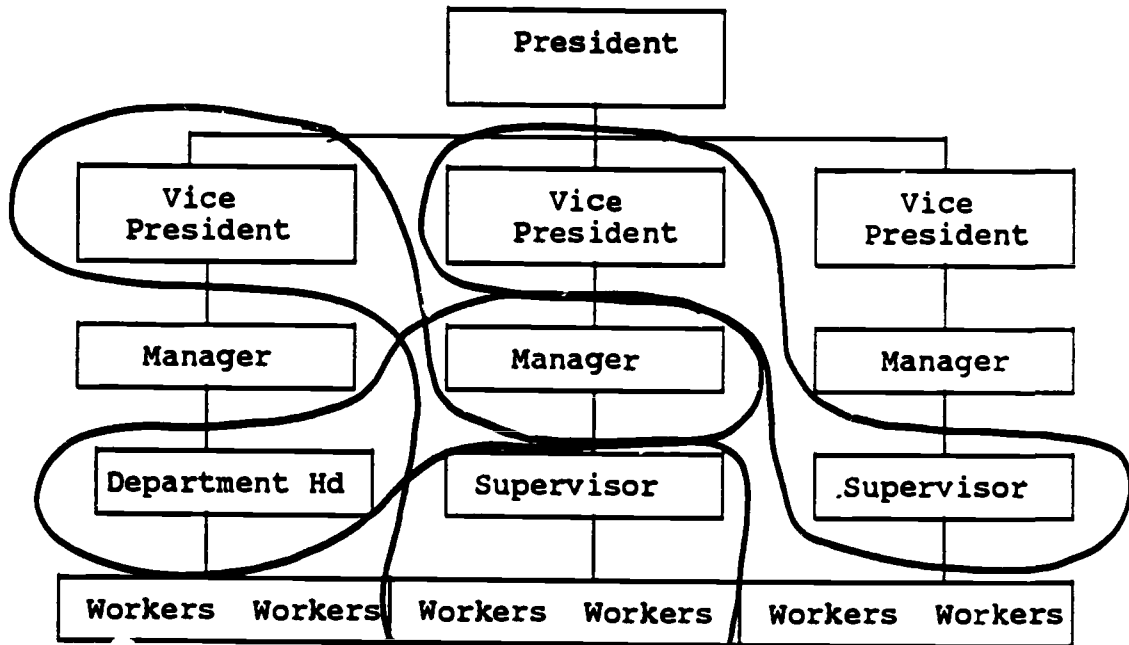 President
Vice
President
Vice
President
Vice
President
Manager
Manager
Manager
Department Hd
Supervisor
.Supervisor
Workers Workers
Workers Workers
Workers Workers